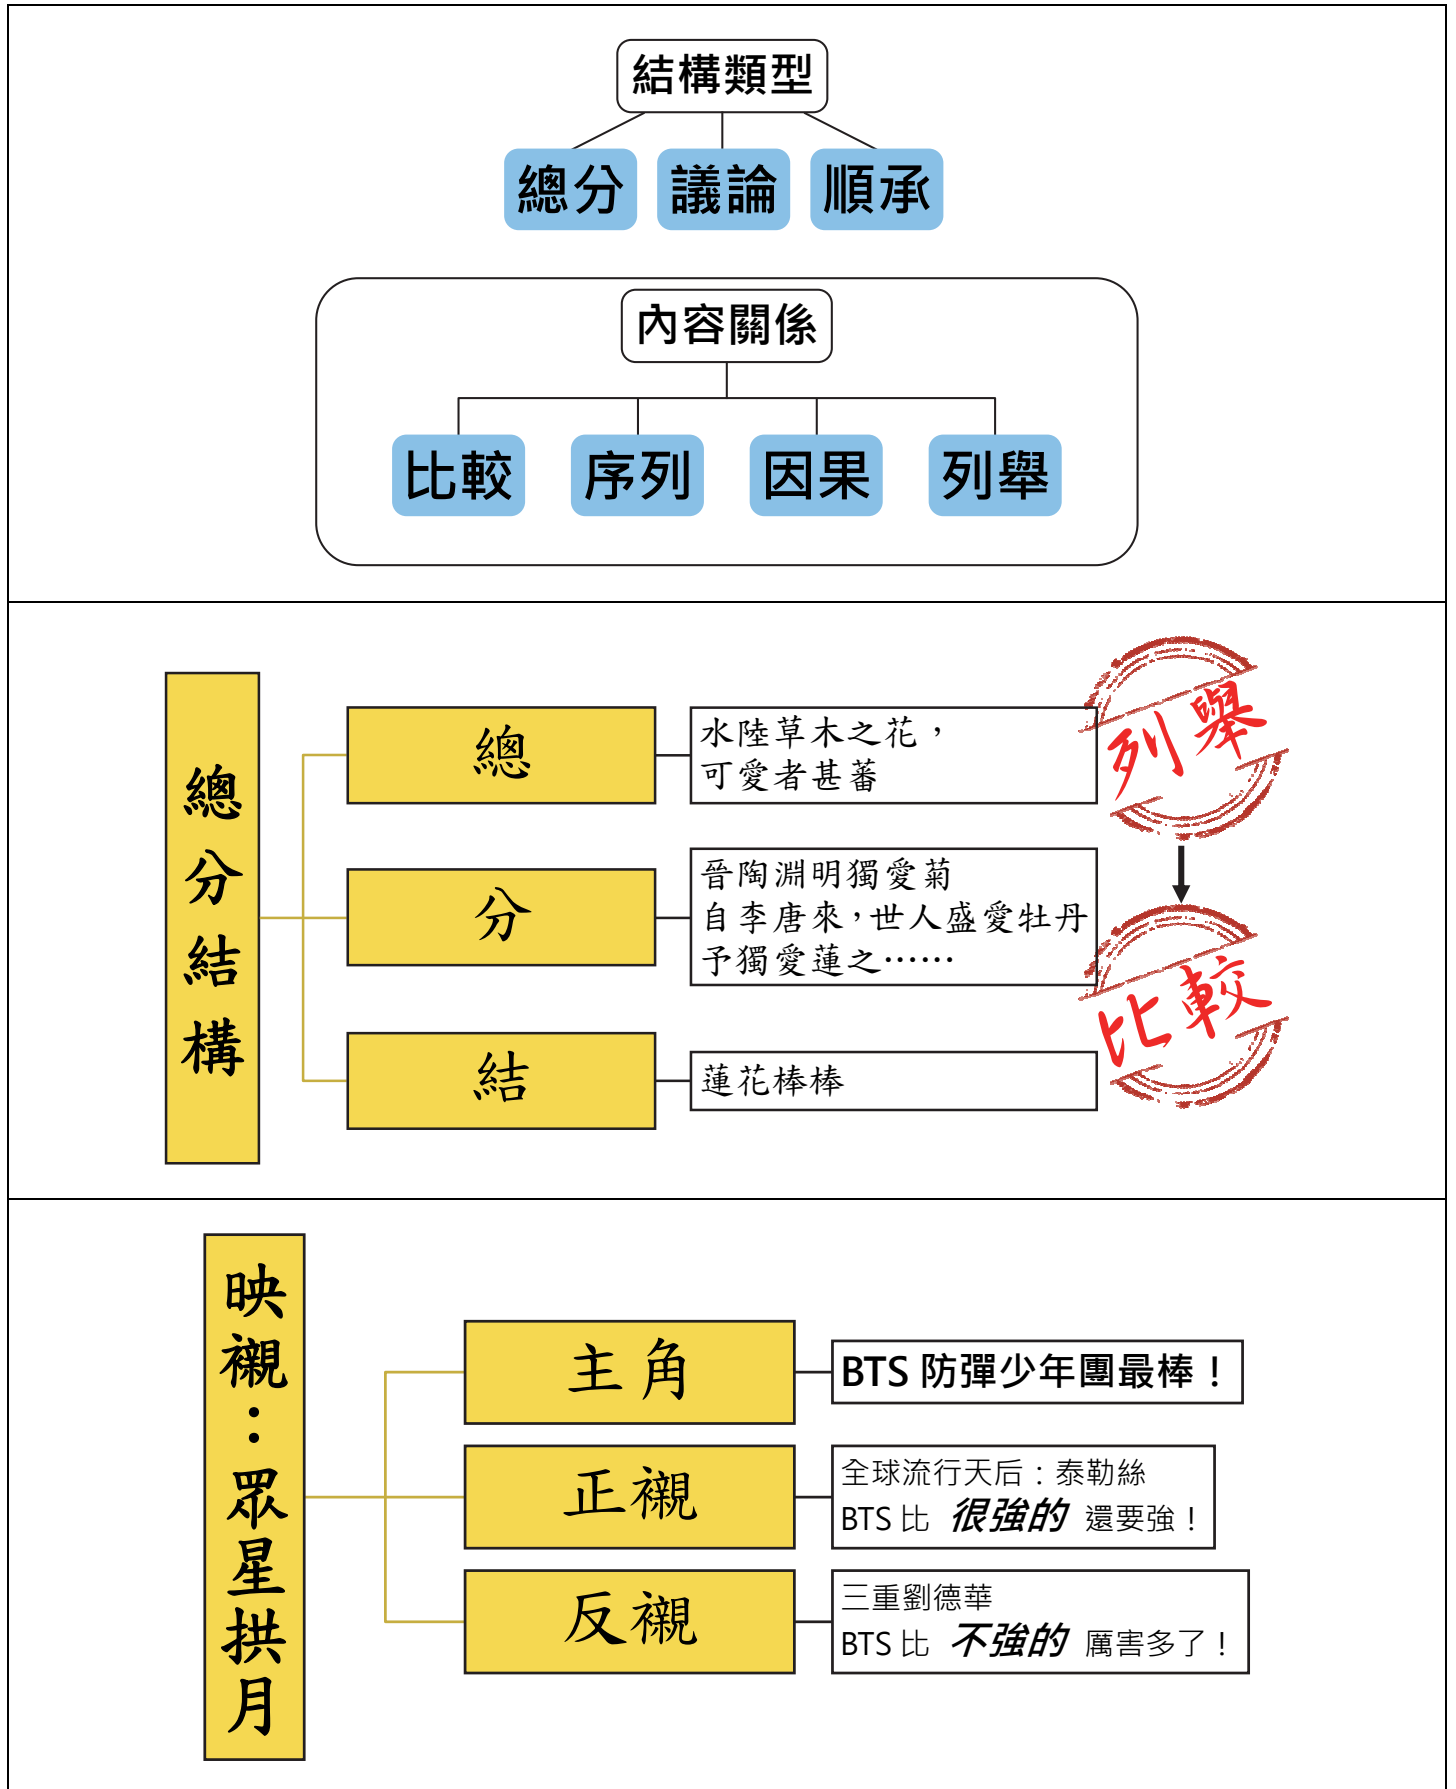 結構類型
總分
議論
順承
內容關係
比較
序列
因果
列舉
總分結構
總
水陸草木之花，
可愛者甚蕃
分
晉陶淵明獨愛菊
自李唐來，世人盛愛牡丹
予獨愛蓮之……
結
蓮花棒棒
列舉
比較
映襯：眾星拱月
主角
BTS 防彈少年團最棒！
正襯
全球流行天后：泰勒絲
BTS 比 很強的 還要強！
反襯
三重劉德華
BTS 比 不強的 厲害多了！